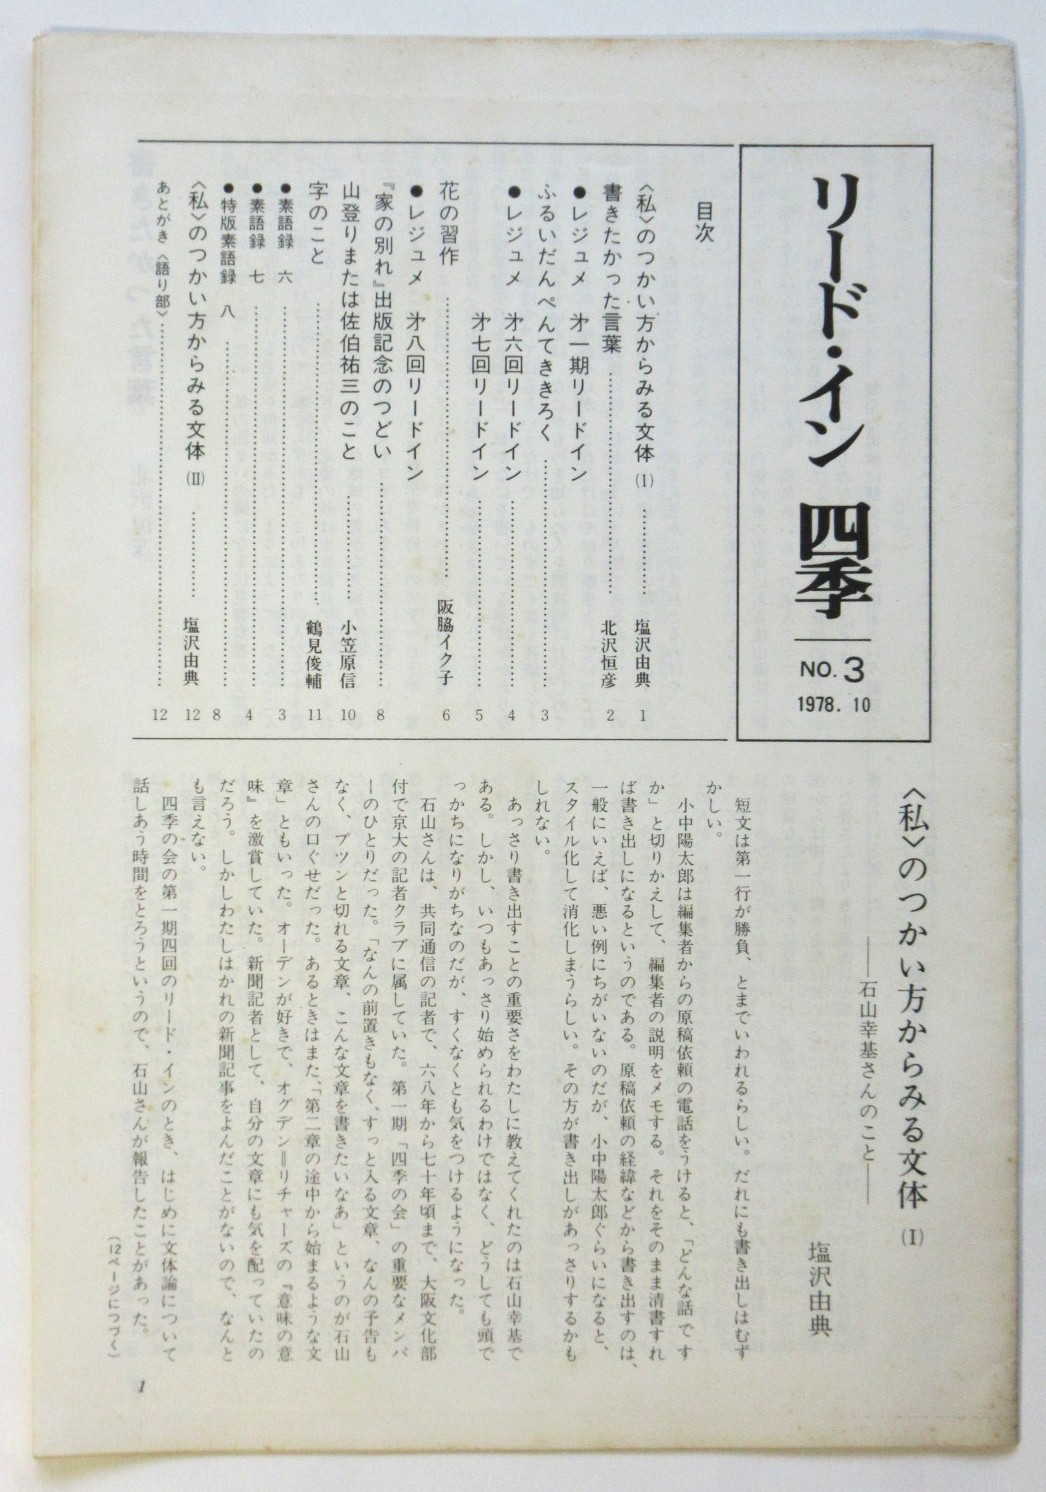 リード・イン 四季
NO. 3
1978. 10
目次
〈私〉のつかい方からみる文体 (I) …… 塩沢由典 1
書きたかった言葉 …… 北沢恒彦 2
●レジュメ 才一期リードイン
ふるいだんぺんてききろく …… 3
●レジュメ 才六回リードイン …… 4
才七回リードイン …… 5
花の習作 …… 阪脇イク子 6
●レジュメ 才八回リードイン
『家の別れ』出版記念のつどい …… 8
山登りまたは佐伯祐三のこと …… 小笠原信 10
字のこと …… 鶴見俊輔 11
●素語録 六 …… 3
●素語録 七 …… 4
●特版素語録 八 …… 8
〈私〉のつかい方からみる文体 (II) …… 塩沢由典 12
あとがき〈語り部〉 …… 12
〈私〉のつかい方からみる文体 (I)
——石山幸基さんのこと——
塩沢由典
短文は第一行が勝負、とまでいわれるらしい。だれにも書き出しはむず
かしい。
小中陽太郎は編集者からの原稿依頼の電話をうけると、「どんな話です
か」と切りかえして、編集者の説明をメモする。それをそのまま清書すれ
ば書き出しになるというのである。原稿依頼の経緯などから書き出すのは、
一般にいえば、悪い例にちがいないのだが、小中陽太郎ぐらいになると、
スタイル化して消化しまうらしい。その方が書き出しがあっさりするかも
しれない。
あっさり書き出すことの重要さをわたしに教えてくれたのは石山幸基で
ある。しかし、いつもあっさり始められるわけではなく、どうしても頭で
っかちになりがちなのだが、すくなくとも気をつけるようになった。
石山さんは、共同通信の記者で、六八年から七十年頃まで、大阪文化部
付で京大の記者クラブに属していた。第一期「四季の会」の重要なメンバ
ーのひとりだった。「なんの前置きもなく、すっと入る文章、なんの予告も
なく、プツンと切れる文章、こんな文章を書きたいなあ」というのが石山
さんの口ぐせだった。あるときはまた、「第二章の途中から始まるような文
章」ともいった。オーデンが好きで、オグデン＝リチャーズの『意味の意
味』を激賞していた。新聞記者として、自分の文章にも気を配っていたの
だろう。しかしわたしはかれの新聞記事をよんだことがないので、なんと
も言えない。
四季の会の第一期四回のリード・インのとき、はじめに文体論について
話しあう時間をとろうというので、石山さんが報告したことがあった。
(12ページにつづく)
1